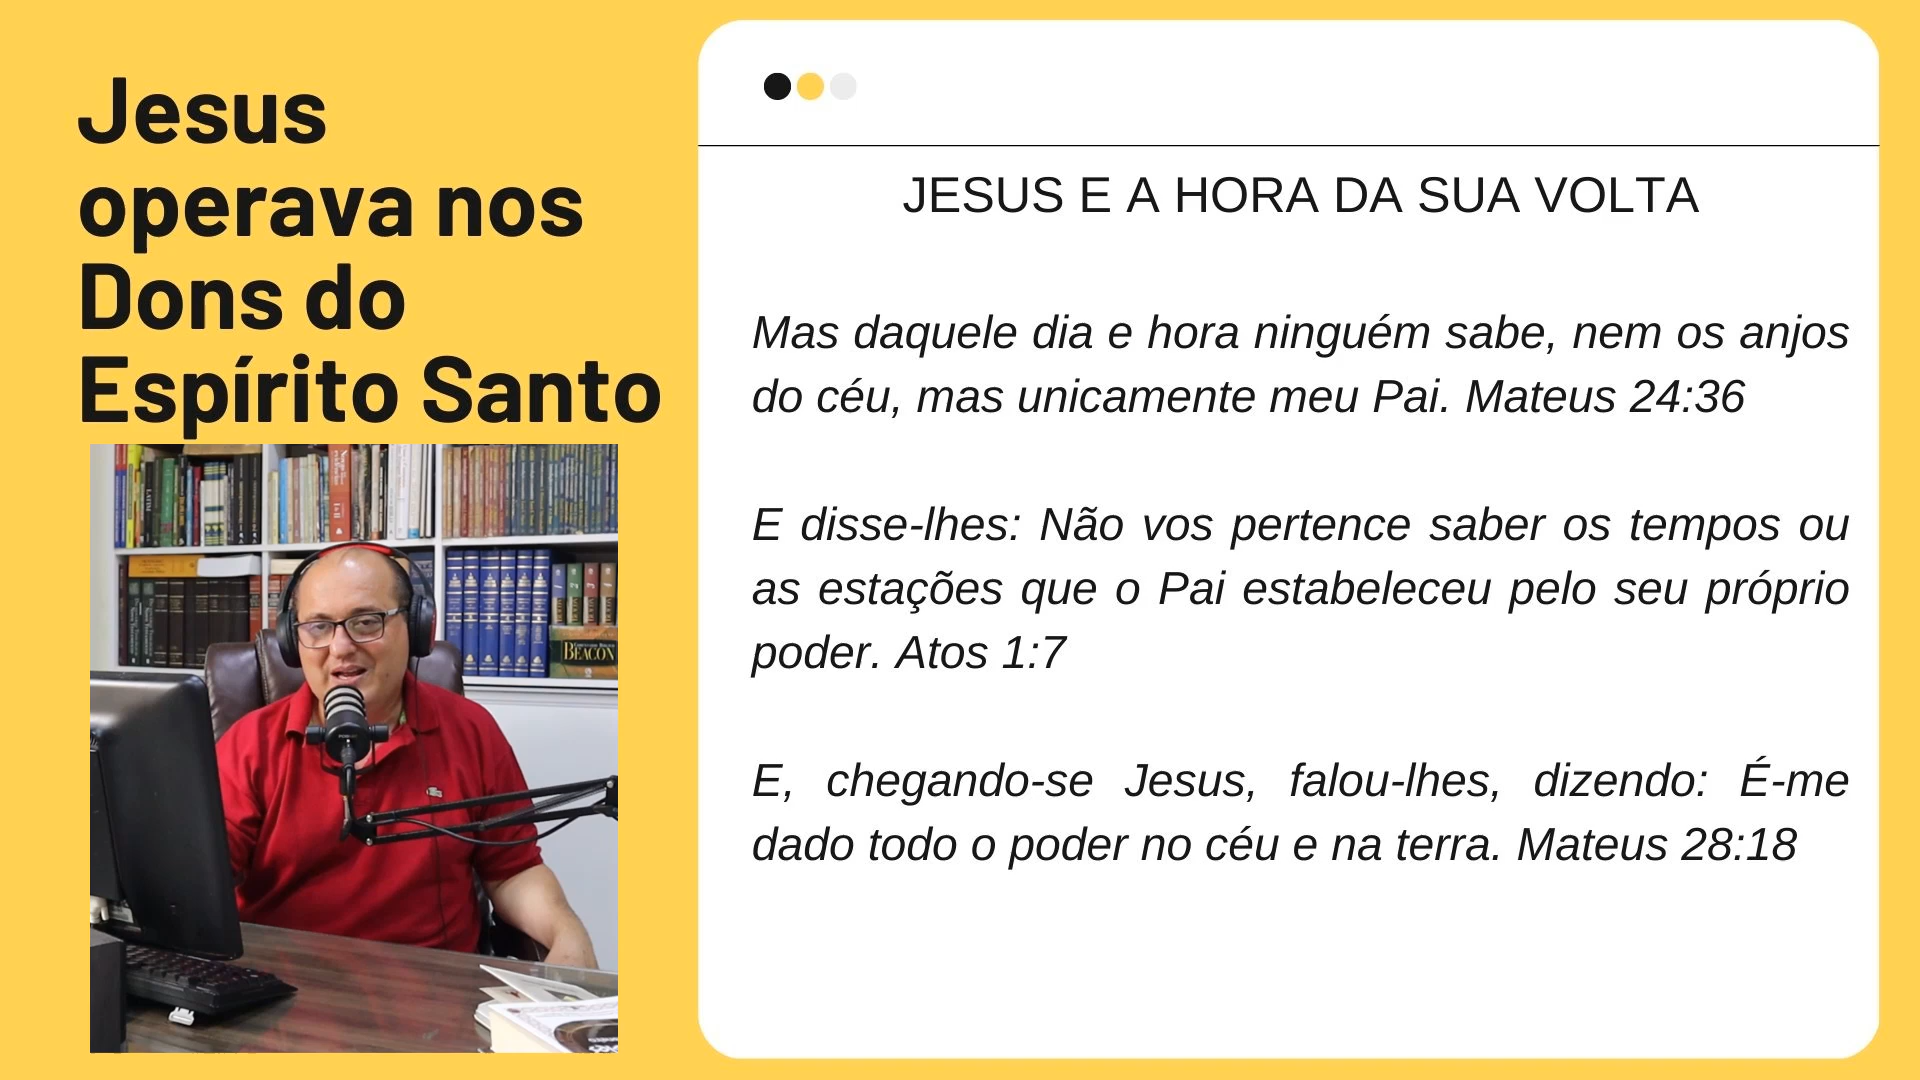 Jesus
operava nos
Dons do
Espírito Santo
JESUS E A HORA DA SUA VOLTA
Mas daquele dia e hora ninguém sabe, nem os anjos
do céu, mas unicamente meu Pai. Mateus 24:36
E disse-lhes: Não vos pertence saber os tempos ou
as estações que o Pai estabeleceu pelo seu próprio
poder. Atos 1:7
E, chegando-se Jesus, falou-lhes, dizendo: É-me
dado todo o poder no céu e na terra. Mateus 28:18
BEACON